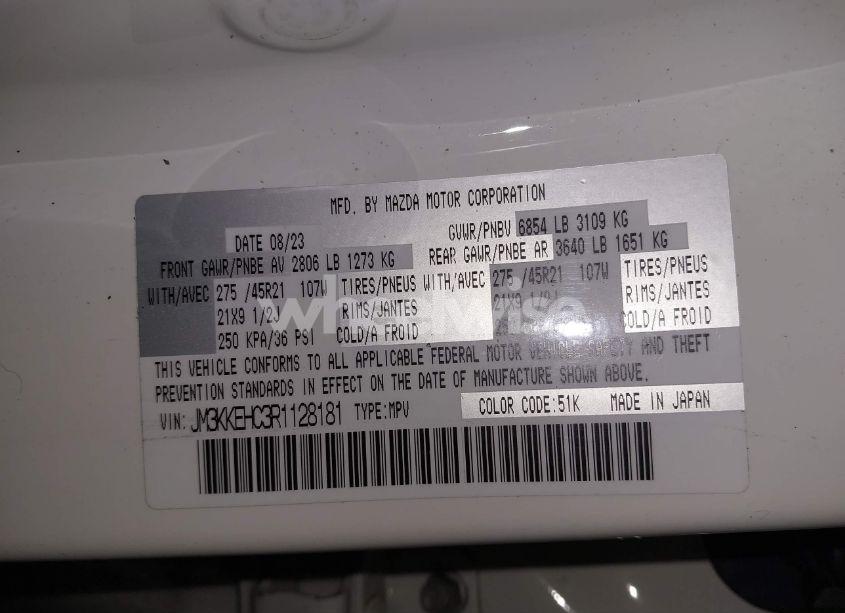 MFD. BY MAZDA MOTOR CORPORATION
DATE 08/23 GVWR/PNBV 6854 LB 3109 KG
FRONT GAWR/PNBE AV 2806 LB 1273 KG REAR GAWR/PNBE AR 3640 LB 1651 KG
WITH/AVEC 275 /45R21 107W TIRES/PNEUS WITH/AVEC 275 /45R21 107W TIRES/PNEUS
21X9 1/2J RIMS/JANTES 21X9 1/2J RIMS/JANTES
250 KPA/36 PSI COLD/A FROID COLD/A FROID
wheelwise
THIS VEHICLE CONFORMS TO ALL APPLICABLE FEDERAL MOTOR VEHICLE SAFETY AND THEFT
PREVENTION STANDARDS IN EFFECT ON THE DATE OF MANUFACTURE SHOWN ABOVE.
VIN: JM3KKEHC3R1128181 TYPE:MPV COLOR CODE:51K MADE IN JAPAN